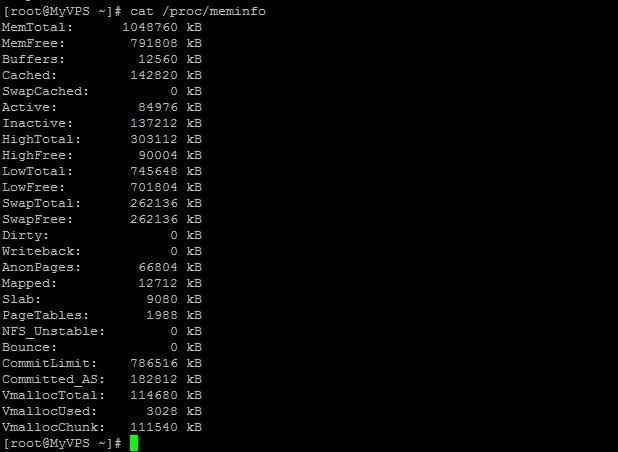 [root@MyVPS ~]# cat /proc/meminfo
MemTotal:      1048760 kB
MemFree:        791808 kB
Buffers:         12560 kB
Cached:         142820 kB
SwapCached:          0 kB
Active:          84976 kB
Inactive:       137212 kB
HighTotal:      303112 kB
HighFree:        90004 kB
LowTotal:       745648 kB
LowFree:        701804 kB
SwapTotal:      262136 kB
SwapFree:       262136 kB
Dirty:               0 kB
Writeback:           0 kB
AnonPages:       66804 kB
Mapped:          12712 kB
Slab:             9080 kB
PageTables:       1988 kB
NFS_Unstable:        0 kB
Bounce:              0 kB
CommitLimit:    786516 kB
Committed_AS:   182812 kB
VmallocTotal:   114680 kB
VmallocUsed:      3028 kB
VmallocChunk:   111540 kB
[root@MyVPS ~]#